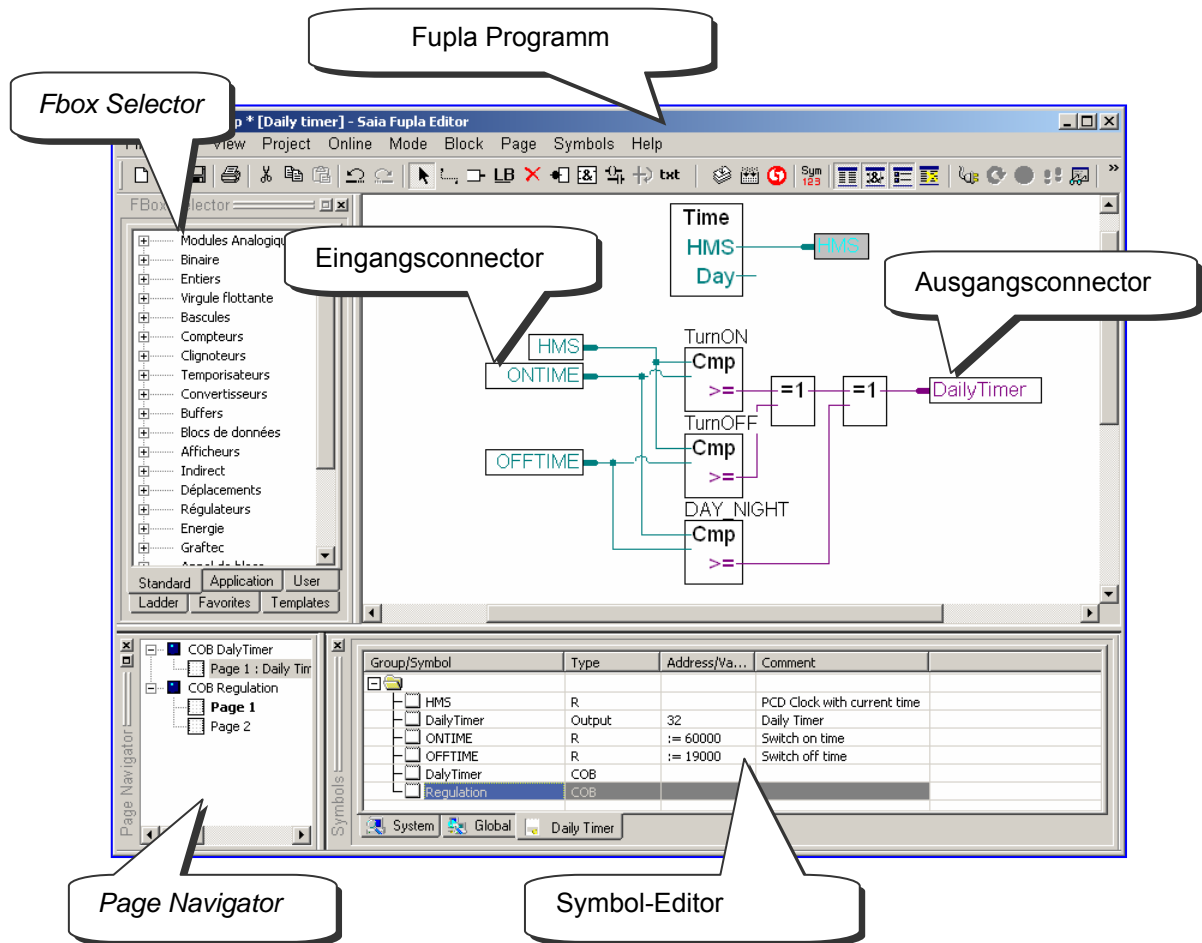 Fupla Programm
Fbox Selector
p * [Daily timer] - Saia Fupla Editor
View Project Online Mode Block Page Symbols Help
LB & txt Sym 123 & »
FBox Selector
Modules Analogiqu
Binaire
Entiers
Virgule flottante
Bascules
Compteurs
Clignoteurs
Temporisateurs
Convertisseurs
Buffers
Blocs de données
Afficheurs
Indirect
Déplacements
Régulateurs
Energie
Graftec
Appel de blocs
Standard Application User
Ladder Favorites Templates
Eingangsconnector
Ausgangsconnector
Time
HMS
Day
HMS
HMS
ONTIME
OFFTIME
TurnON
Cmp
>=
TurnOFF
Cmp
>=
DAY_NIGHT
Cmp
>=
=1
=1
DailyTimer
Page Navigator
COB DalyTimer
Page 1 : Daily Tim
COB Regulation
Page 1
Page 2
Symbols
Group/Symbol Type Address/Va... Comment
HMS R PCD Clock with current time
DailyTimer Output 32 Daily Timer
ONTIME R := 60000 Switch on time
OFFTIME R := 19000 Switch off time
DalyTimer COB
Regulation COB
System Global Daily Timer
Page Navigator
Symbol-Editor